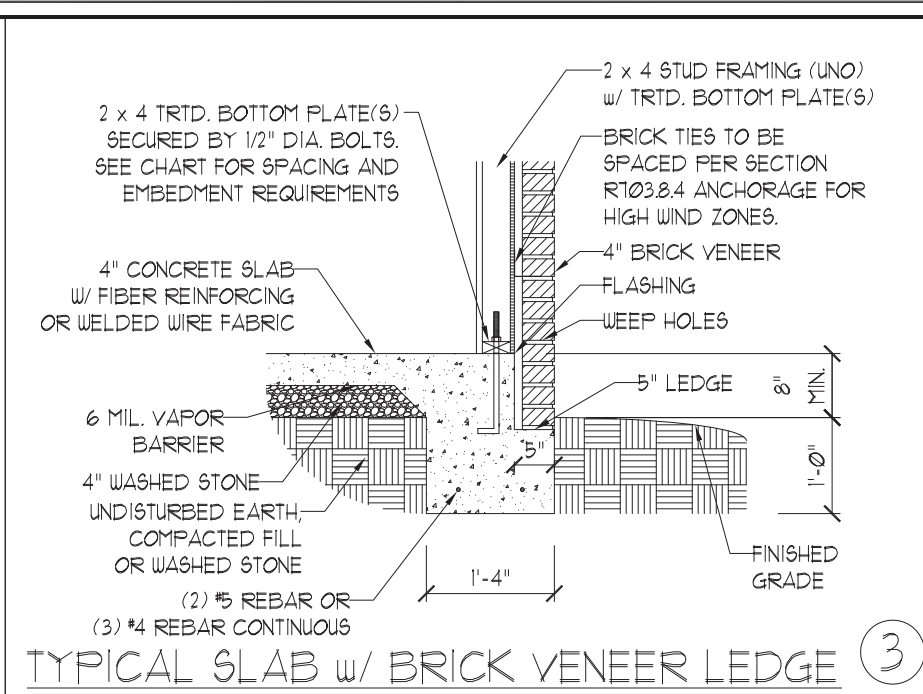 2 x 4 STUD FRAMING (UNO)
w/ TRTD. BOTTOM PLATE(S)
2 x 4 TRTD. BOTTOM PLATE(S)
SECURED BY 1/2" DIA. BOLTS.
SEE CHART FOR SPACING AND
EMBEDMENT REQUIREMENTS
BRICK TIES TO BE
SPACED PER SECTION
R703.8.4 ANCHORAGE FOR
HIGH WIND ZONES.
4" BRICK VENEER
FLASHING
WEEP HOLES
4" CONCRETE SLAB
W/ FIBER REINFORCING
OR WELDED WIRE FABRIC
5" LEDGE
8"
MIN.
6 MIL. VAPOR
BARRIER
5"
1'-0"
4" WASHED STONE
UNDISTURBED EARTH,
COMPACTED FILL
OR WASHED STONE
FINISHED
GRADE
1'-4"
(2) #5 REBAR OR
(3) #4 REBAR CONTINUOUS
TYPICAL SLAB w/ BRICK VENEER LEDGE
3